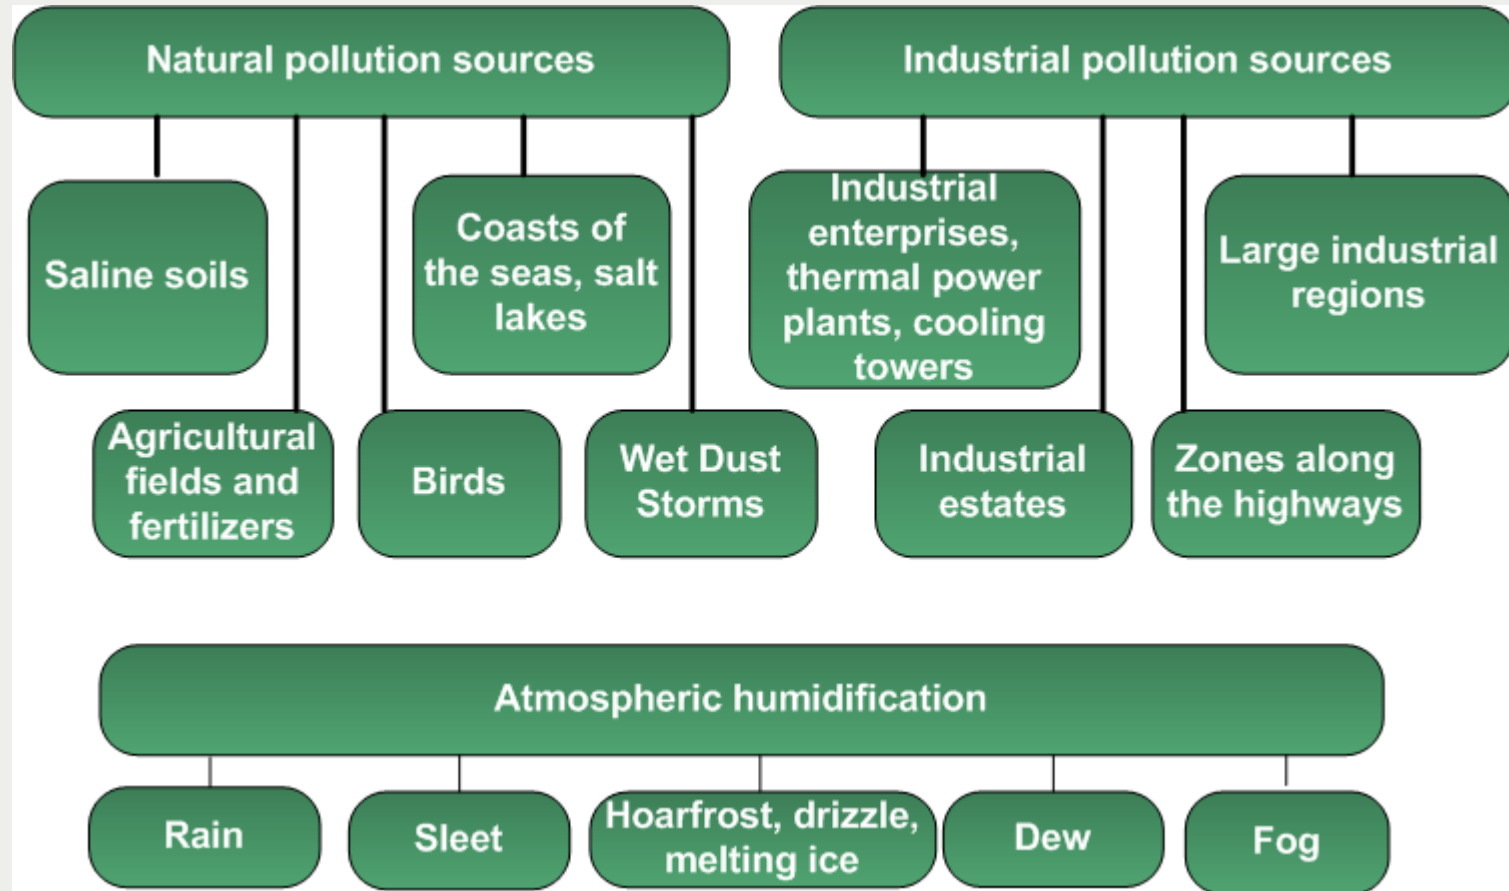 Natural pollution sources
Industrial pollution sources
Saline soils
Coasts of
the seas, salt
lakes
Industrial
enterprises,
thermal power
plants, cooling
towers
Large industrial
regions
Agricultural
fields and
fertilizers
Birds
Wet Dust
Storms
Industrial
estates
Zones along
the highways
Atmospheric humidification
Rain
Sleet
Hoarfrost, drizzle,
melting ice
Dew
Fog